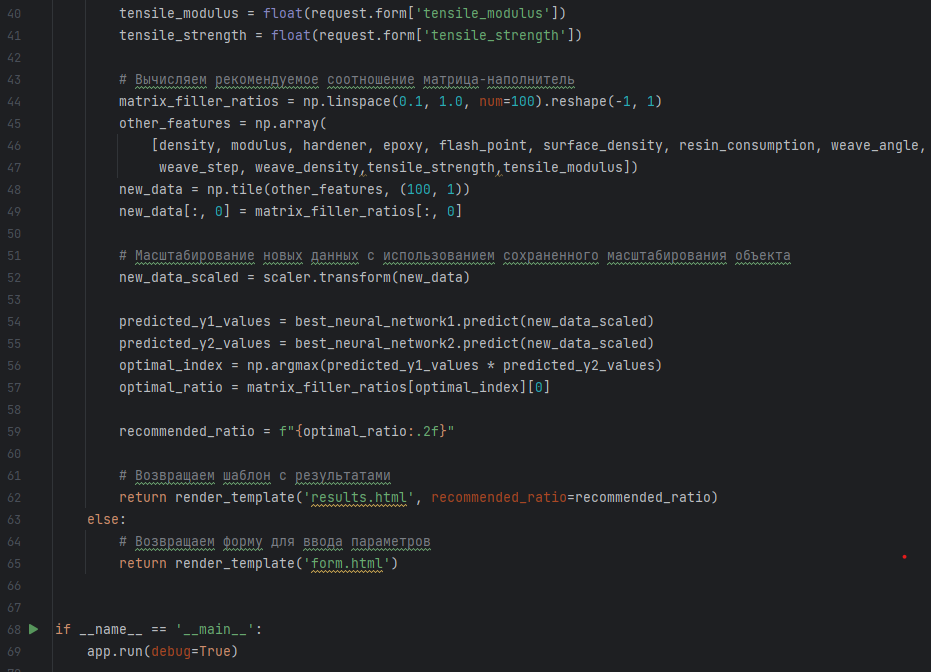 40 tensile_modulus = float(request.form['tensile_modulus'])
41 tensile_strength = float(request.form['tensile_strength'])
42
43 # Вычисляем рекомендуемое соотношение матрица-наполнитель
44 matrix_filler_ratios = np.linspace(0.1, 1.0, num=100).reshape(-1, 1)
45 other_features = np.array(
46 [density, modulus, hardener, epoxy, flash_point, surface_density, resin_consumption, weave_angle,
47 weave_step, weave_density,tensile_strength,tensile_modulus])
48 new_data = np.tile(other_features, (100, 1))
49 new_data[:, 0] = matrix_filler_ratios[:, 0]
50
51 # Масштабирование новых данных с использованием сохраненного масштабирования объекта
52 new_data_scaled = scaler.transform(new_data)
53
54 predicted_y1_values = best_neural_network1.predict(new_data_scaled)
55 predicted_y2_values = best_neural_network2.predict(new_data_scaled)
56 optimal_index = np.argmax(predicted_y1_values * predicted_y2_values)
57 optimal_ratio = matrix_filler_ratios[optimal_index][0]
58
59 recommended_ratio = f"{optimal_ratio:.2f}"
60
61 # Возвращаем шаблон с результатами
62 return render_template('results.html', recommended_ratio=recommended_ratio)
63 else:
64 # Возвращаем форму для ввода параметров
65 return render_template('form.html')
66
67
68 if __name__ == '__main__':
69 app.run(debug=True)